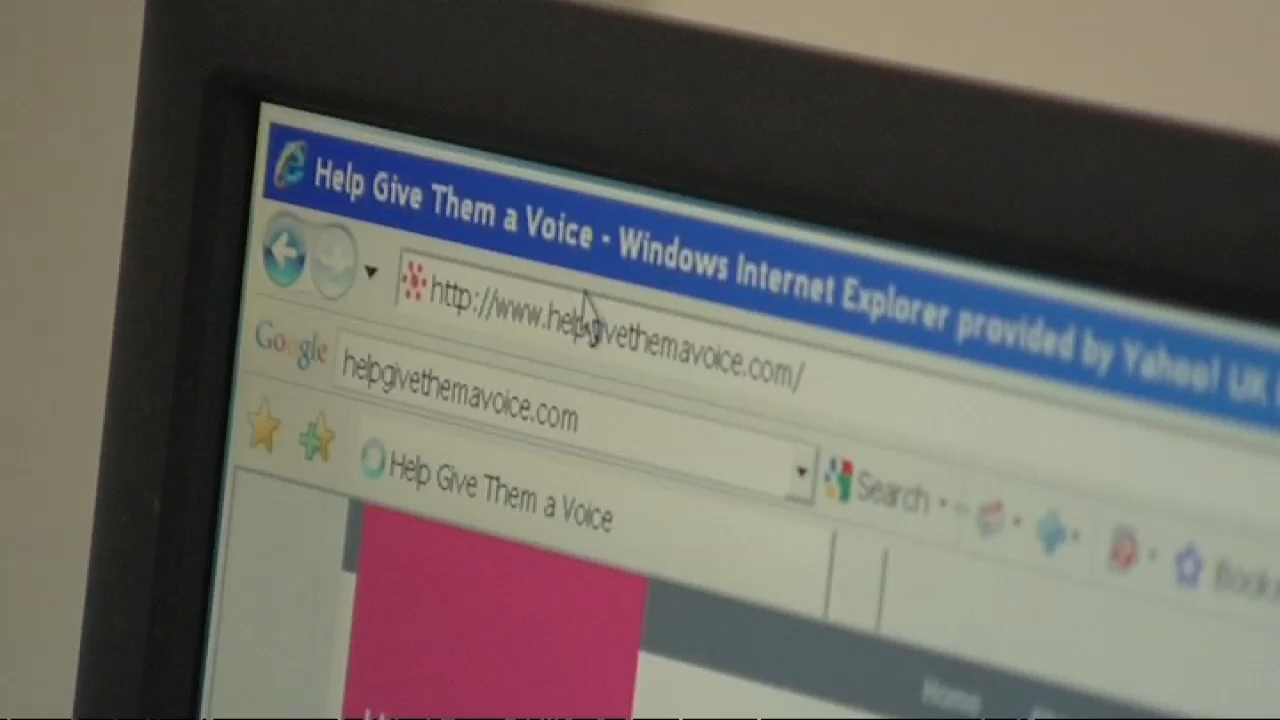 Help Give Them a Voice - Windows Internet Explorer provided by Yahoo! UK
http://www.helpgivethemavoice.com/
Google helpgivethemavoice.com Search
Help Give Them a Voice
Home